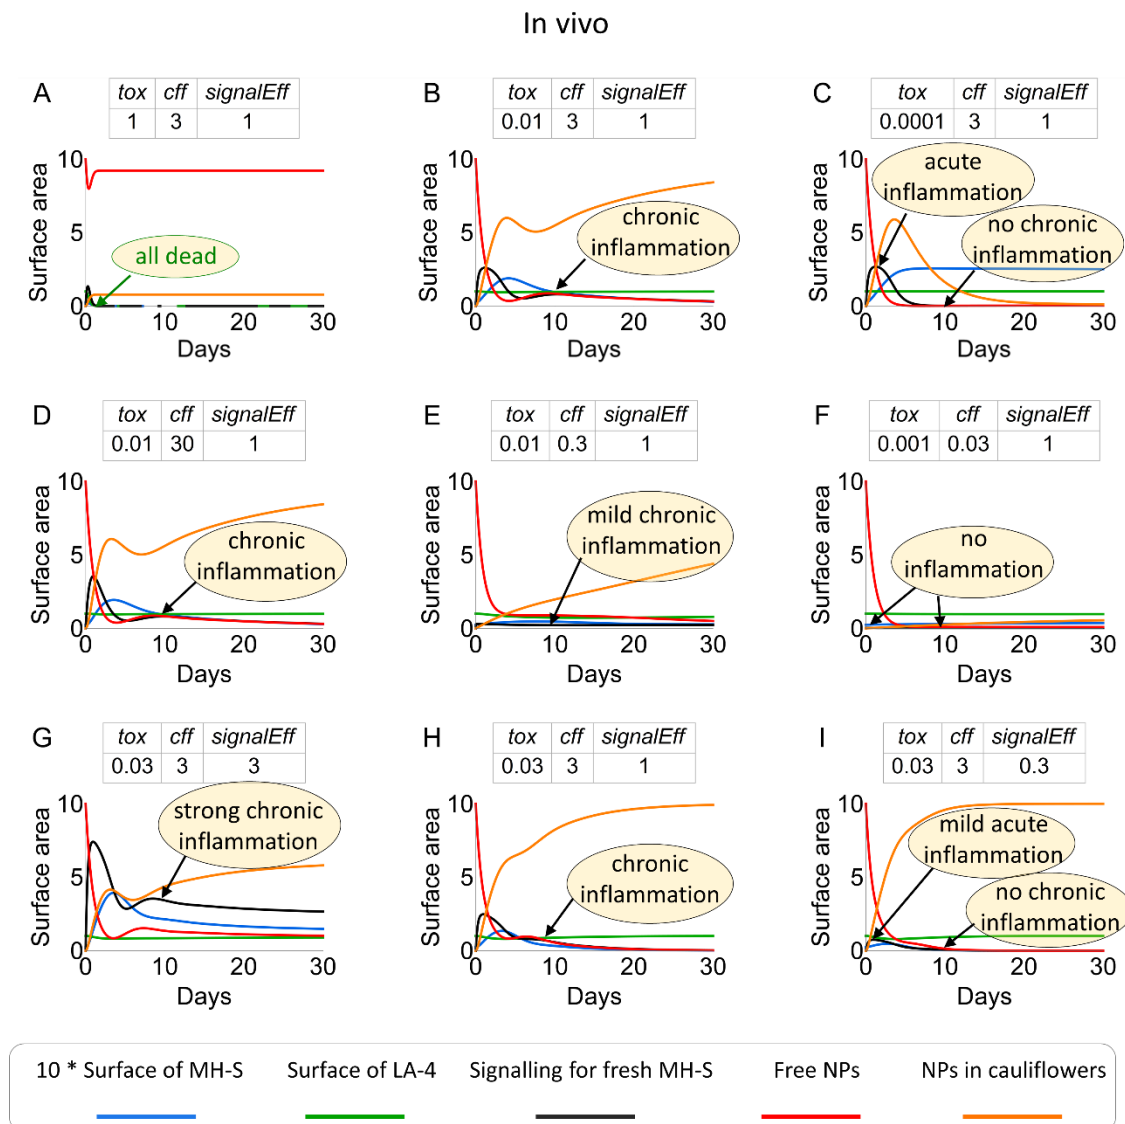 In vivo
A
tox cff signalEff
1 3 1
10
5
0
Surface area
all dead
0 10 20 30
Days
B
tox cff signalEff
0.01 3 1
10
5
0
Surface area
chronic
inflammation
0 10 20 30
Days
C
tox cff signalEff
0.0001 3 1
10
5
0
Surface area
acute
inflammation
no chronic
inflammation
0 10 20 30
Days
D
tox cff signalEff
0.01 30 1
10
5
0
Surface area
chronic
inflammation
0 10 20 30
Days
E
tox cff signalEff
0.01 0.3 1
10
5
0
Surface area
mild chronic
inflammation
0 10 20 30
Days
F
tox cff signalEff
0.001 0.03 1
10
5
0
Surface area
no
inflammation
0 10 20 30
Days
G
tox cff signalEff
0.03 3 3
10
5
0
Surface area
strong chronic
inflammation
0 10 20 30
Days
H
tox cff signalEff
0.03 3 1
10
5
0
Surface area
chronic
inflammation
0 10 20 30
Days
I
tox cff signalEff
0.03 3 0.3
10
5
0
Surface area
mild acute
inflammation
no chronic
inflammation
0 10 20 30
Days
10 * Surface of MH-S Surface of LA-4 Signalling for fresh MH-S Free NPs NPs in cauliflowers